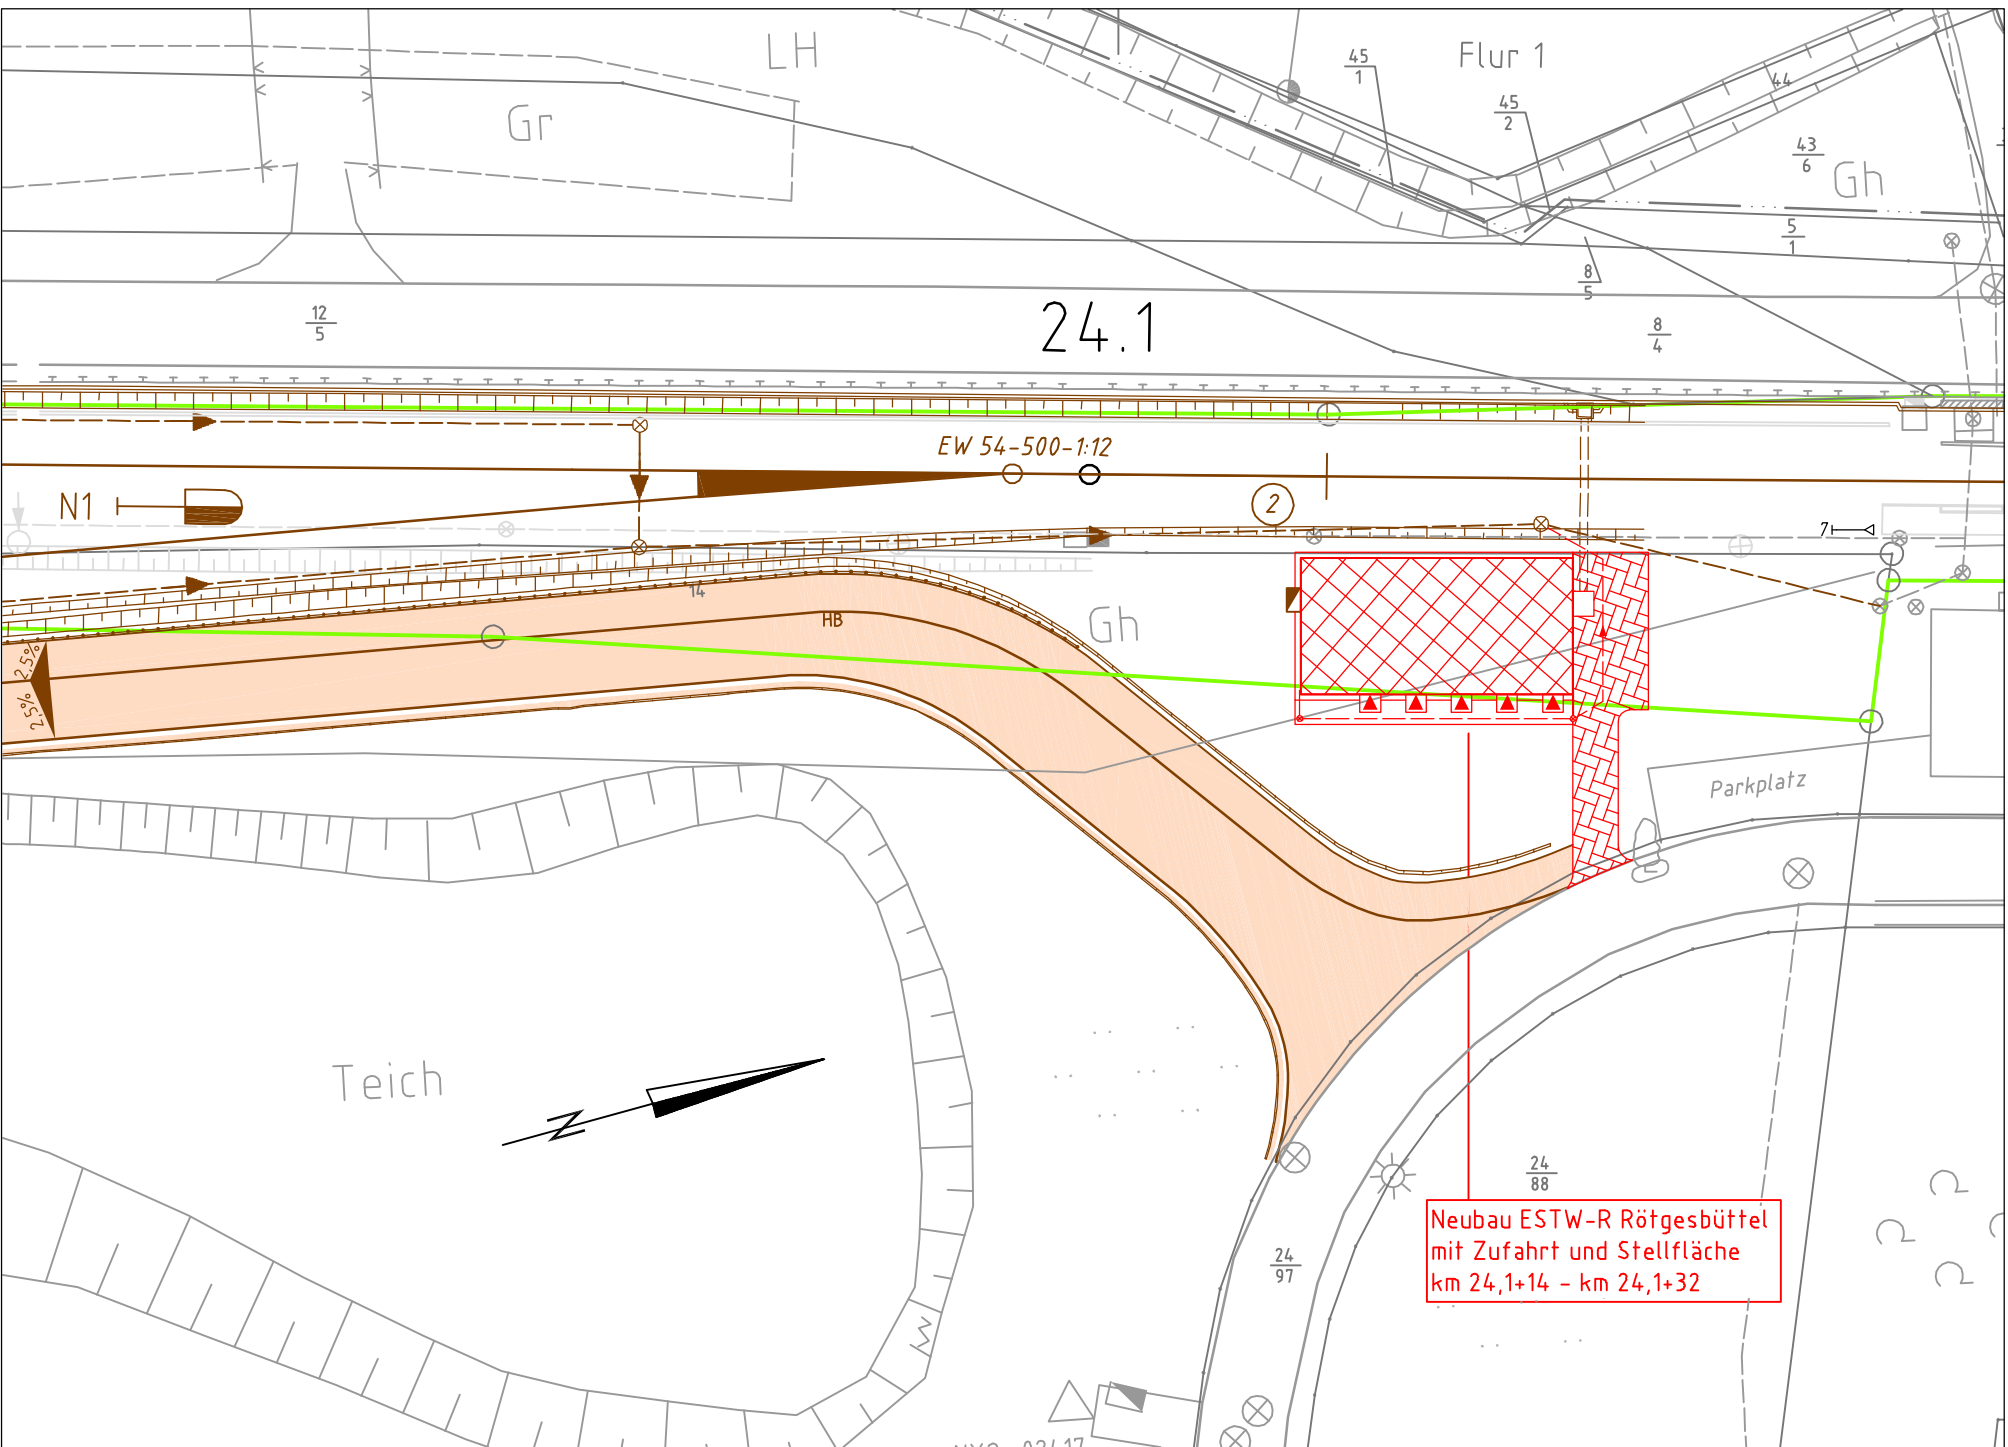 LH
Flur 1
45
1
44
45
2
Gr
43
6
Gh
5
1
8
5
12
5
24.1
8
4
EW 54-500-1:12
N1
2
7
14
HB
Gh
2.5%
2,5%
Parkplatz
Teich
N
24
88
Neubau ESTW-R Rötgesbüttel
mit Zufahrt und Stellfläche
km 24,1+14 - km 24,1+32
24
97